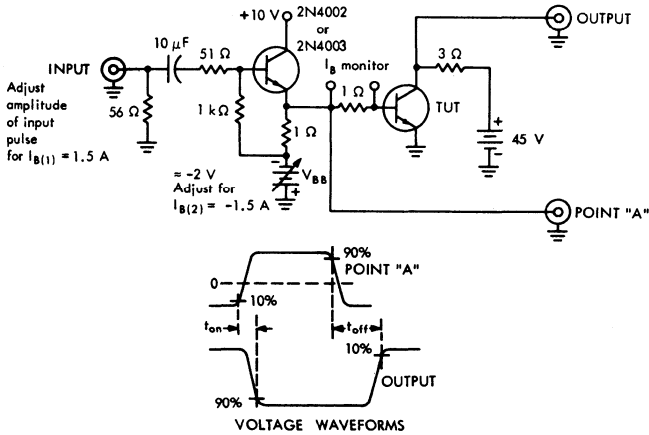 +10 V
2N4002
or
2N4003
OUTPUT
10 μF
51 Ω
INPUT
I_B monitor
3 Ω
1 Ω
TUT
Adjust
amplitude
of input
pulse
for I_B(1) = 1.5 A
56 Ω
1 kΩ
1 Ω
+
45 V
-
≈ -2 V
Adjust for
I_B(2) = -1.5 A
-
V_BB
+
POINT "A"
90%
POINT "A"
0
10%
t_on
t_off
10%
OUTPUT
90%
VOLTAGE WAVEFORMS